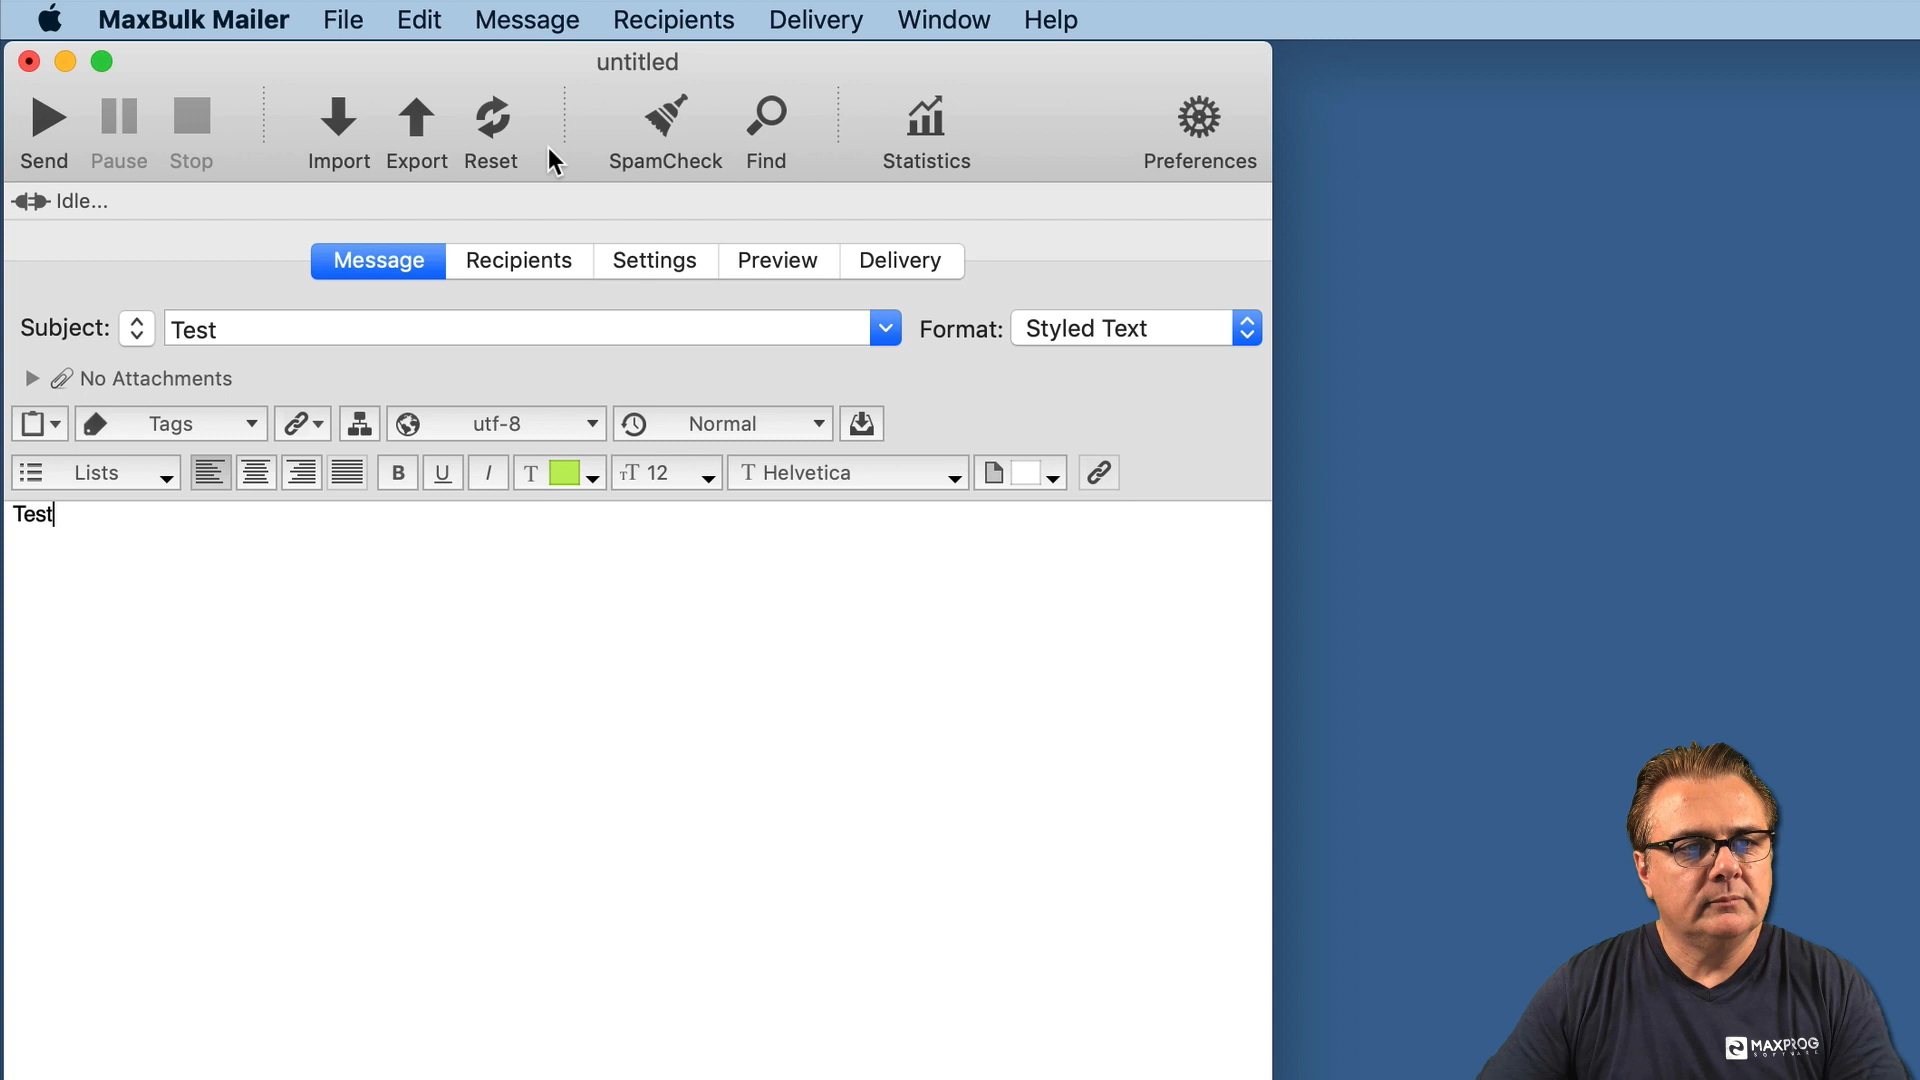 MaxBulk Mailer File Edit Message Recipients Delivery Window Help
untitled
Send Pause Stop Import Export Reset SpamCheck Find Statistics Preferences
Idle...
Message Recipients Settings Preview Delivery
Subject: Test Format: Styled Text
No Attachments
Tags utf-8 Normal
Lists B U I T TT 12 T Helvetica
Test
MAXPROG
SOFTWARE